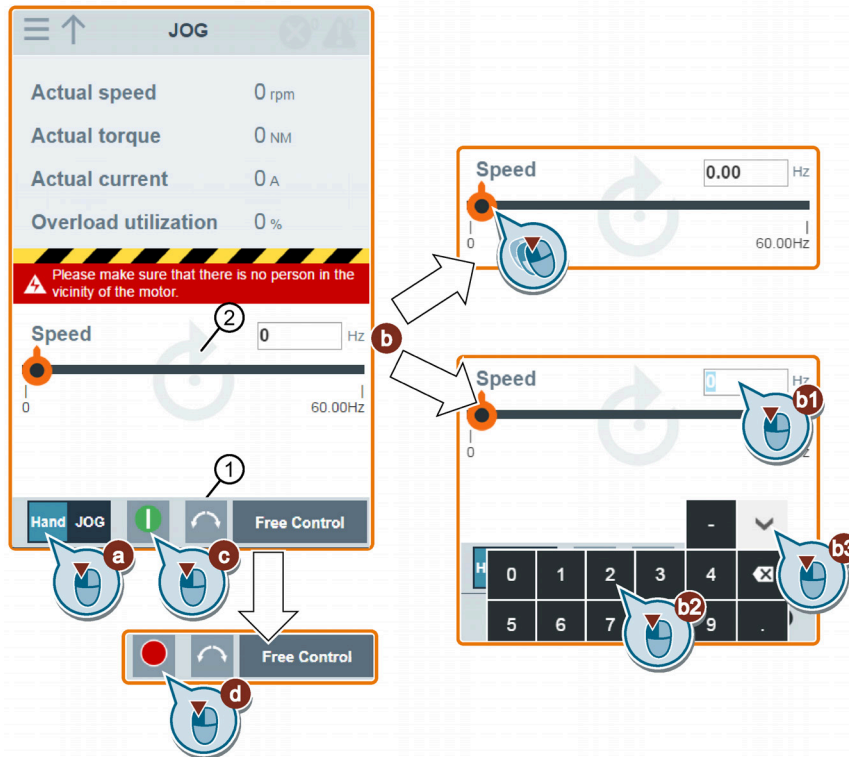 JOG
Actual speed 0 rpm
Actual torque 0 NM
Actual current 0 A
Overload utilization 0 %
Please make sure that there is no person in the
vicinity of the motor.
2
Speed 0 Hz
0 60.00Hz
1
Hand JOG Free Control
a
c
Free Control
d
b
Speed 0.00 Hz
0 60.00Hz
Speed 0 Hz
b1
0 z
-
b3
H 0 1 2 3 4
b2
5 6 7 9 .